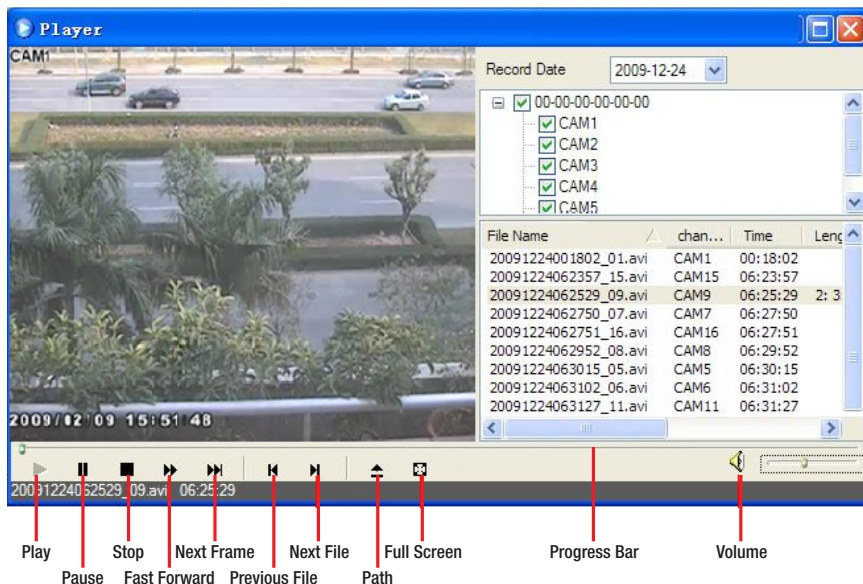 Player
CAM1
Record Date 2009-12-24
00-00-00-00-00-00
CAM1
CAM2
CAM3
CAM4
CAM5
File Name chan... Time Leng
20091224001802_01.avi CAM1 00:18:02
20091224062357_15.avi CAM15 06:23:57
20091224062529_09.avi CAM9 06:25:29 2: 3
20091224062750_07.avi CAM7 06:27:50
20091224062751_16.avi CAM16 06:27:51
20091224062952_08.avi CAM8 06:29:52
20091224063015_05.avi CAM5 06:30:15
20091224063102_06.avi CAM6 06:31:02
20091224063127_11.avi CAM11 06:31:27
2009/02/09 15:51:48
20091224062529_09.avi 06:25:29
Play Stop Next Frame Next File Full Screen Progress Bar Volume
Pause Fast Forward Previous File Path